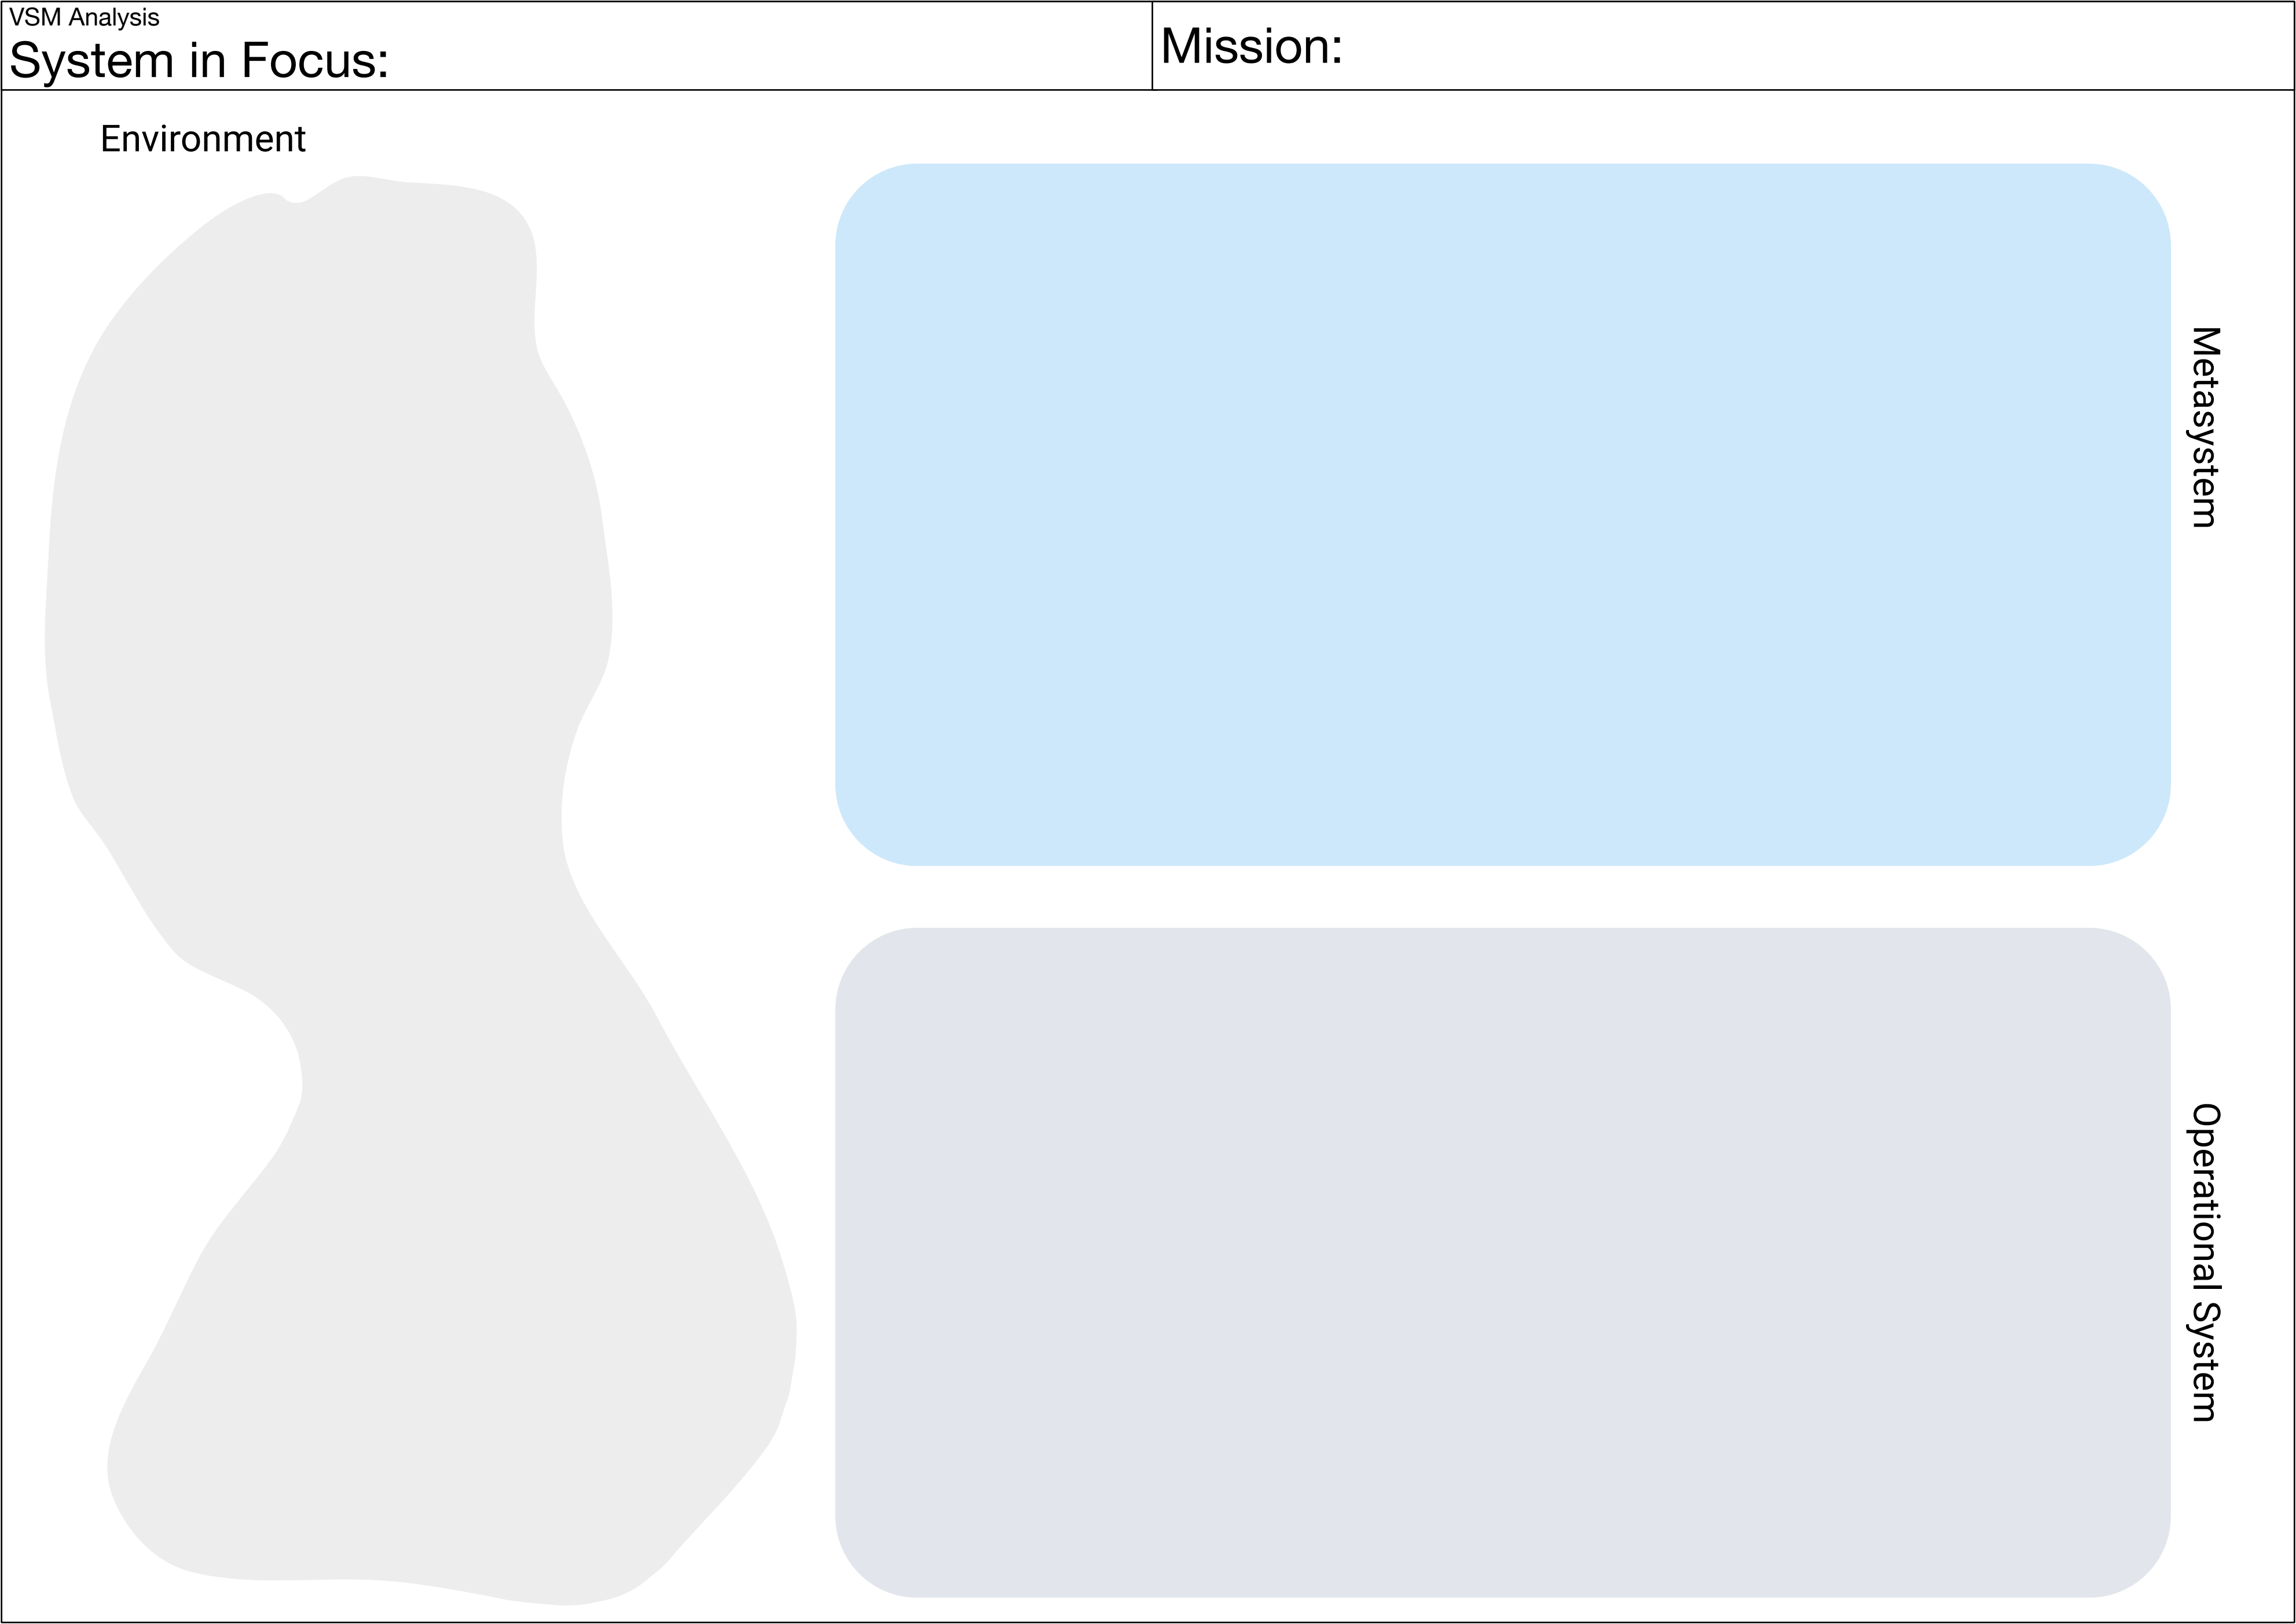 VSM Analysis
System in Focus:
Mission:
Environment
Metasystem
Operational System